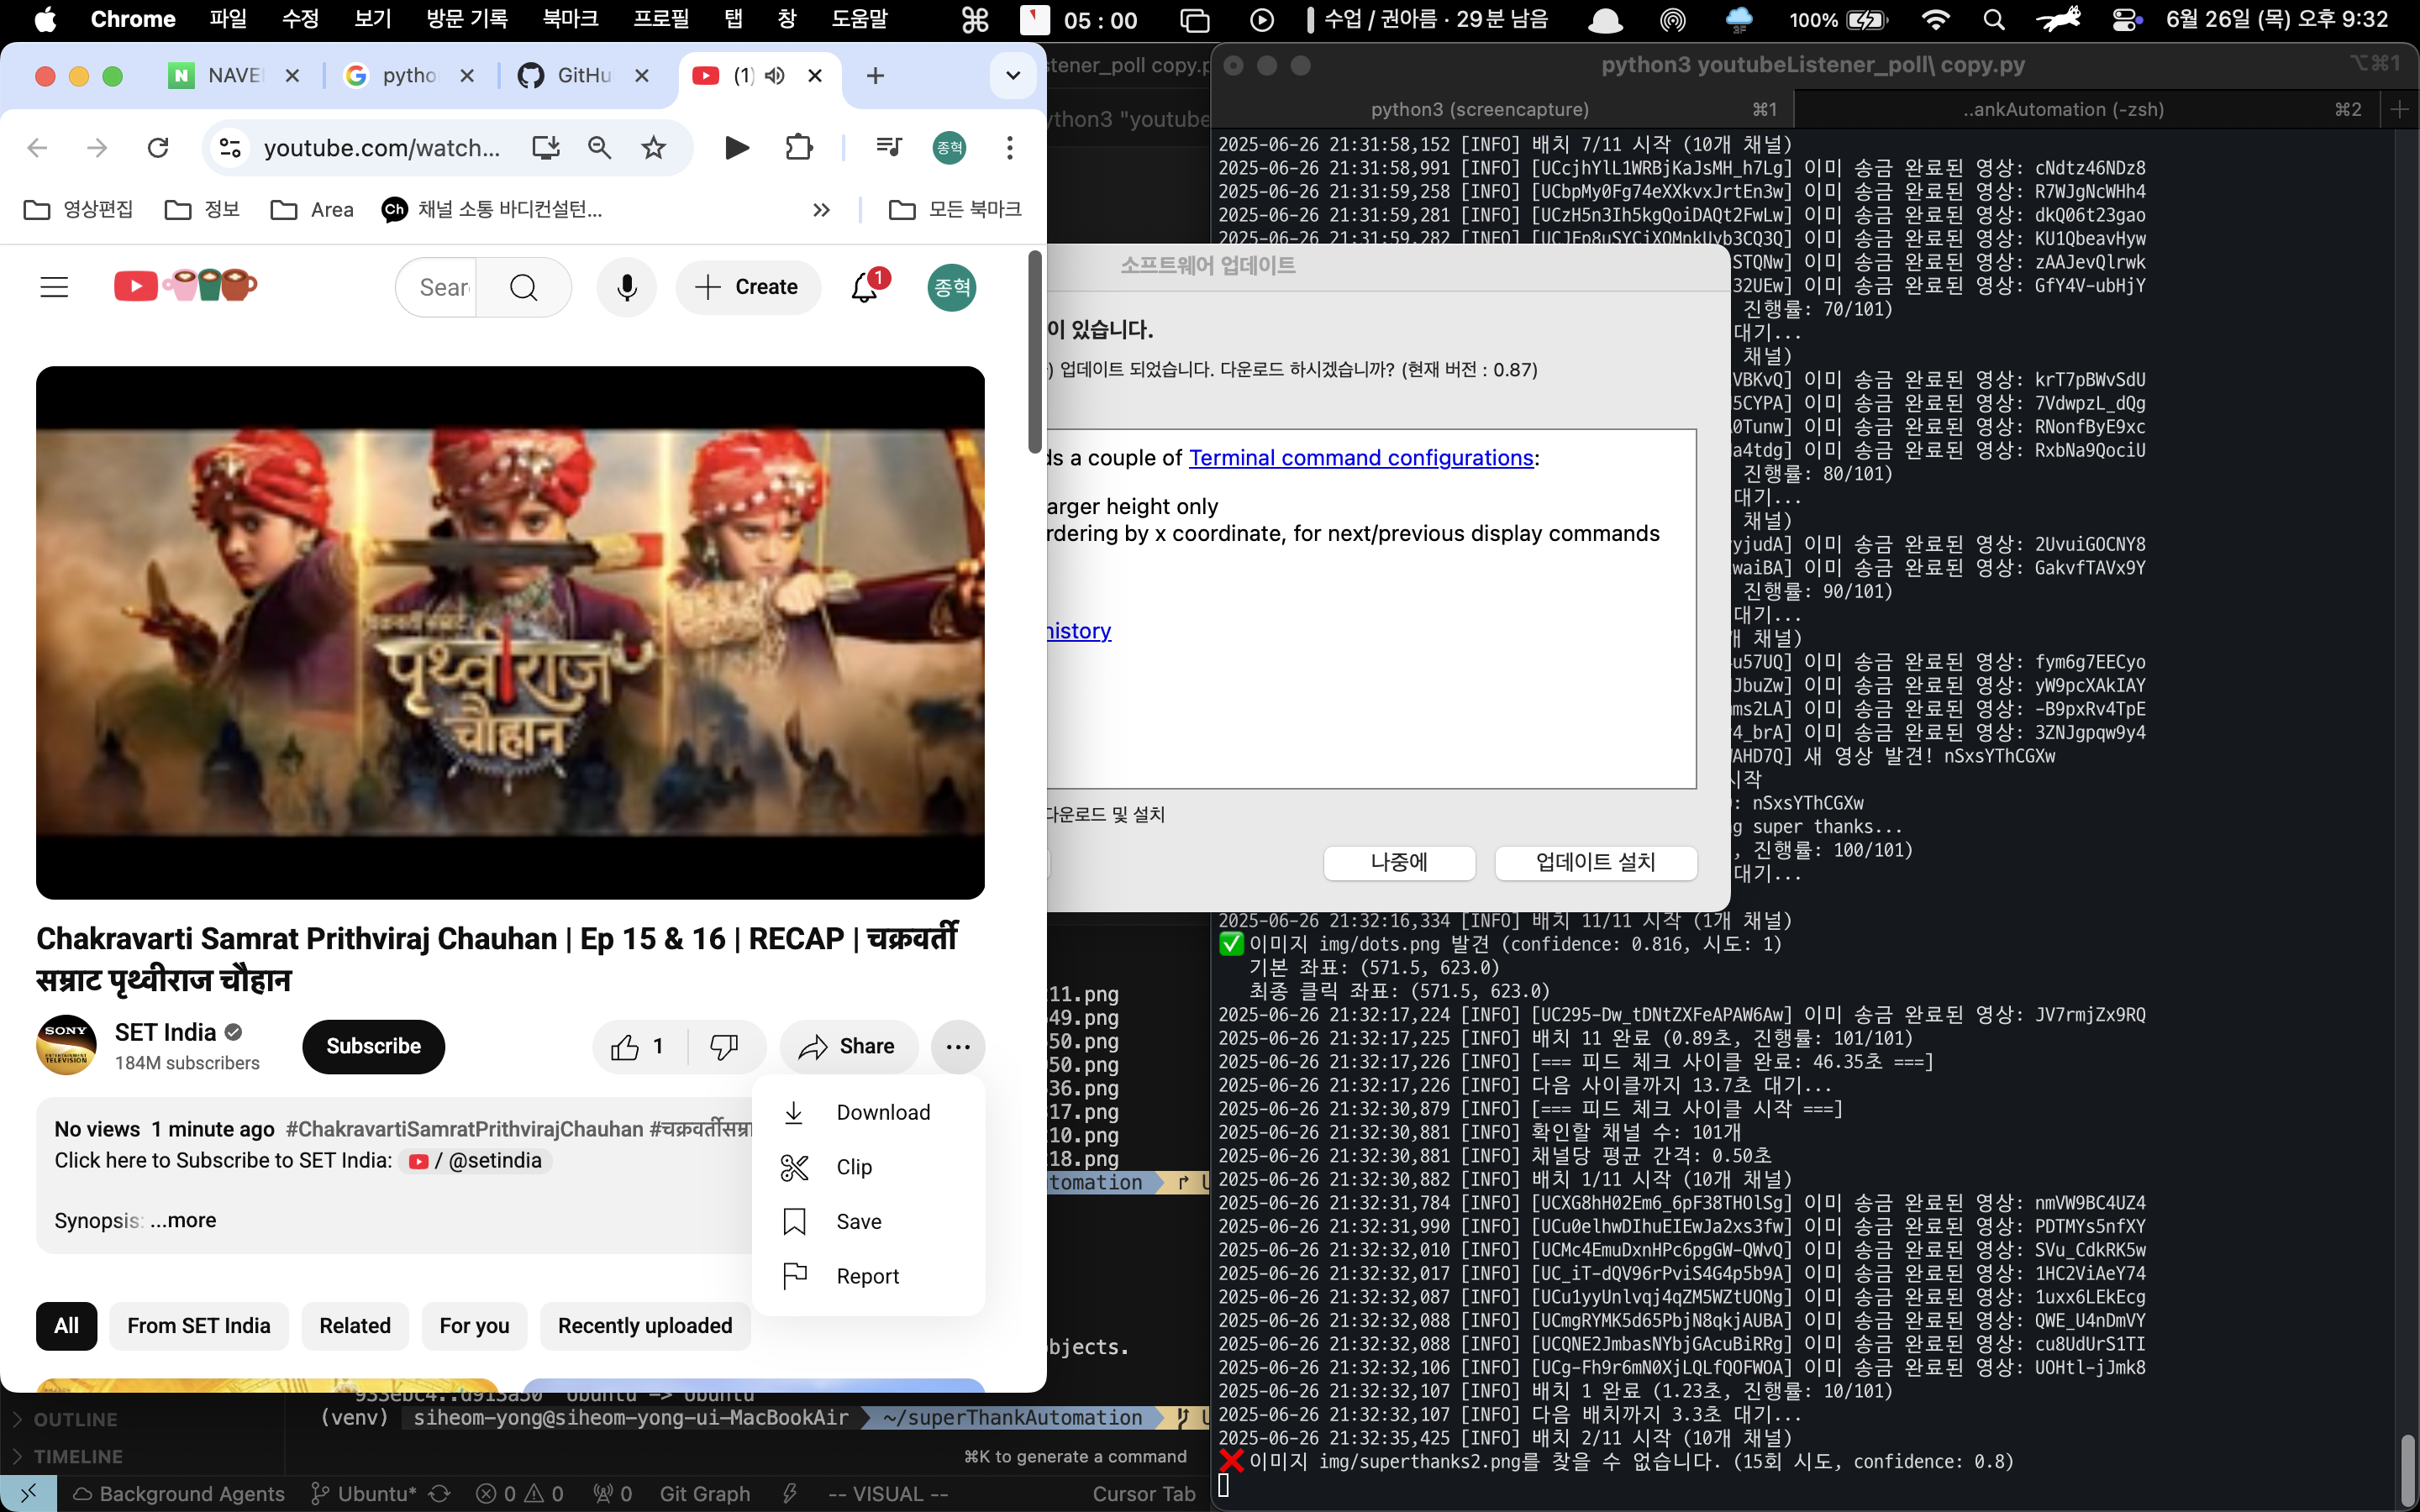 Chrome 파일 수정 보기 방문 기록 북마크 프로필 탭 창 도움말 05 : 00 수업 / 권아름 · 29분 남음 100% 6월 26일 (목) 오후 9:32
NAVE
pytho
GitHu
(1)
youtube.com/watch...
종혁
영상편집 정보 Area 채널 소통 바디컨설턴... 모든 북마크
Sear
Create
1
종혁
पृथ्वीराज
चौहान
Chakravarti Samrat Prithviraj Chauhan | Ep 15 & 16 | RECAP | चक्रवर्ती
सम्राट पृथ्वीराज चौहान
SONY
SET India
184M subscribers
Subscribe
1
Share
Download
Clip
Save
Report
No views 1 minute ago #ChakravartiSamratPrithvirajChauhan
Click here to Subscribe to SET India: / @setindia
Synopsis: ...more
All From SET India Related For you Recently uploaded
stener_poll copy.p
ython3 "youtube
소프트웨어 업데이트
이 있습니다.
) 업데이트 되었습니다. 다운로드 하시겠습니까? (현재 버전 : 0.87)
ds a couple of Terminal command configurations:
arger height only
rdering by x coordinate, for next/previous display commands
history
다운로드 및 설치
나중에 업데이트 설치
11.png
49.png
50.png
50.png
36.png
17.png
10.png
18.png
tomation
bjects.
(venv) siheom-yong@siheom-yong-ui-MacBookAir ~/superThankAutomation
⌘K to generate a command
OUTLINE
TIMELINE
Background Agents Ubuntu* 0 0 0 Git Graph -- VISUAL -- Cursor Tab
python3 youtubeListener_poll\ copy.py ⌥⌘1
python3 (screencapture) ⌘1 ..ankAutomation (-zsh) ⌘2
2025-06-26 21:31:58,152 [INFO] 배치 7/11 시작 (10개 채널)
2025-06-26 21:31:58,991 [INFO] [UCcjhYlL1WRBjKaJsMH_h7Lg] 이미 송금 완료된 영상: cNdtz46NDz8
2025-06-26 21:31:59,258 [INFO] [UCbpMy0Fg74eXXkvxJrtEn3w] 이미 송금 완료된 영상: R7WJgNcWHh4
2025-06-26 21:31:59,281 [INFO] [UCzH5n3Ih5kgQoiDAQt2FwLw] 이미 송금 완료된 영상: dkQ06t23gao
2025-06-26 21:31:59,282 [INFO] [UCJFp8uSYCjXOMnkUyb3CQ3Q] 이미 송금 완료된 영상: KU1QbeavHyw
STQNw] 이미 송금 완료된 영상: zAAJevQlrwk
32UEw] 이미 송금 완료된 영상: GfY4V-ubHjY
진행률: 70/101)
대기...
채널)
VBKvQ] 이미 송금 완료된 영상: krT7pBWvSdU
5CYPA] 이미 송금 완료된 영상: 7VdwpzL_dQg
0Tunw] 이미 송금 완료된 영상: RNonfByE9xc
a4tdg] 이미 송금 완료된 영상: RxbNa9QociU
진행률: 80/101)
대기...
채널)
yjudA] 이미 송금 완료된 영상: 2UvuiGOCNY8
waiBA] 이미 송금 완료된 영상: GakvfTAVx9Y
진행률: 90/101)
대기...
개 채널)
u57UQ] 이미 송금 완료된 영상: fym6g7EECyo
JbuZw] 이미 송금 완료된 영상: yW9pcXAkIAY
ms2LA] 이미 송금 완료된 영상: -B9pxRv4TpE
4_brA] 이미 송금 완료된 영상: 3ZNJgpqw9y4
AHD7Q] 새 영상 발견! nSxsYThCGXw
시작
: nSxsYThCGXw
g super thanks...
, 진행률: 100/101)
대기...
2025-06-26 21:32:16,334 [INFO] 배치 11/11 시작 (1개 채널)
✅ 이미지 img/dots.png 발견 (confidence: 0.816, 시도: 1)
기본 좌표: (571.5, 623.0)
최종 클릭 좌표: (571.5, 623.0)
2025-06-26 21:32:17,224 [INFO] [UC295-Dw_tDNtZXFeAPAW6Aw] 이미 송금 완료된 영상: JV7rmjZx9RQ
2025-06-26 21:32:17,225 [INFO] 배치 11 완료 (0.89초, 진행률: 101/101)
2025-06-26 21:32:17,226 [INFO] [=== 피드 체크 사이클 완료: 46.35초 ===]
2025-06-26 21:32:17,226 [INFO] 다음 사이클까지 13.7초 대기...
2025-06-26 21:32:30,879 [INFO] [=== 피드 체크 사이클 시작 ===]
2025-06-26 21:32:30,881 [INFO] 확인할 채널 수: 101개
2025-06-26 21:32:30,881 [INFO] 채널당 평균 간격: 0.50초
2025-06-26 21:32:30,882 [INFO] 배치 1/11 시작 (10개 채널)
2025-06-26 21:32:31,784 [INFO] [UCXG8hH02Em6_6pF38THOlSg] 이미 송금 완료된 영상: nmVW9BC4UZ4
2025-06-26 21:32:31,990 [INFO] [UCu0elhwDIhuEIEwJa2xs3fw] 이미 송금 완료된 영상: PDTMYs5nfXY
2025-06-26 21:32:32,010 [INFO] [UCMc4EmuDxnHPc6pgGW-QWvQ] 이미 송금 완료된 영상: SVu_CdkRK5w
2025-06-26 21:32:32,017 [INFO] [UC_iT-dQV96rPviS4G4p5b9A] 이미 송금 완료된 영상: 1HC2ViAeY74
2025-06-26 21:32:32,087 [INFO] [UCu1yyUnlvqj4qZM5WZtUONg] 이미 송금 완료된 영상: 1uxx6LEkEcg
2025-06-26 21:32:32,088 [INFO] [UCmgRYMK5d65PbjN8qkjAUBA] 이미 송금 완료된 영상: QWE_U4nDmVY
2025-06-26 21:32:32,088 [INFO] [UCQNE2JmbasNYbjGAcuBiRRg] 이미 송금 완료된 영상: cu8UdUrS1TI
2025-06-26 21:32:32,106 [INFO] [UCg-Fh9r6mN0XjLQLfQOFWOA] 이미 송금 완료된 영상: UOHtl-jJmk8
2025-06-26 21:32:32,107 [INFO] 배치 1 완료 (1.23초, 진행률: 10/101)
2025-06-26 21:32:32,107 [INFO] 다음 배치까지 3.3초 대기...
2025-06-26 21:32:35,425 [INFO] 배치 2/11 시작 (10개 채널)
❌ 이미지 img/superthanks2.png를 찾을 수 없습니다. (15회 시도, confidence: 0.8)